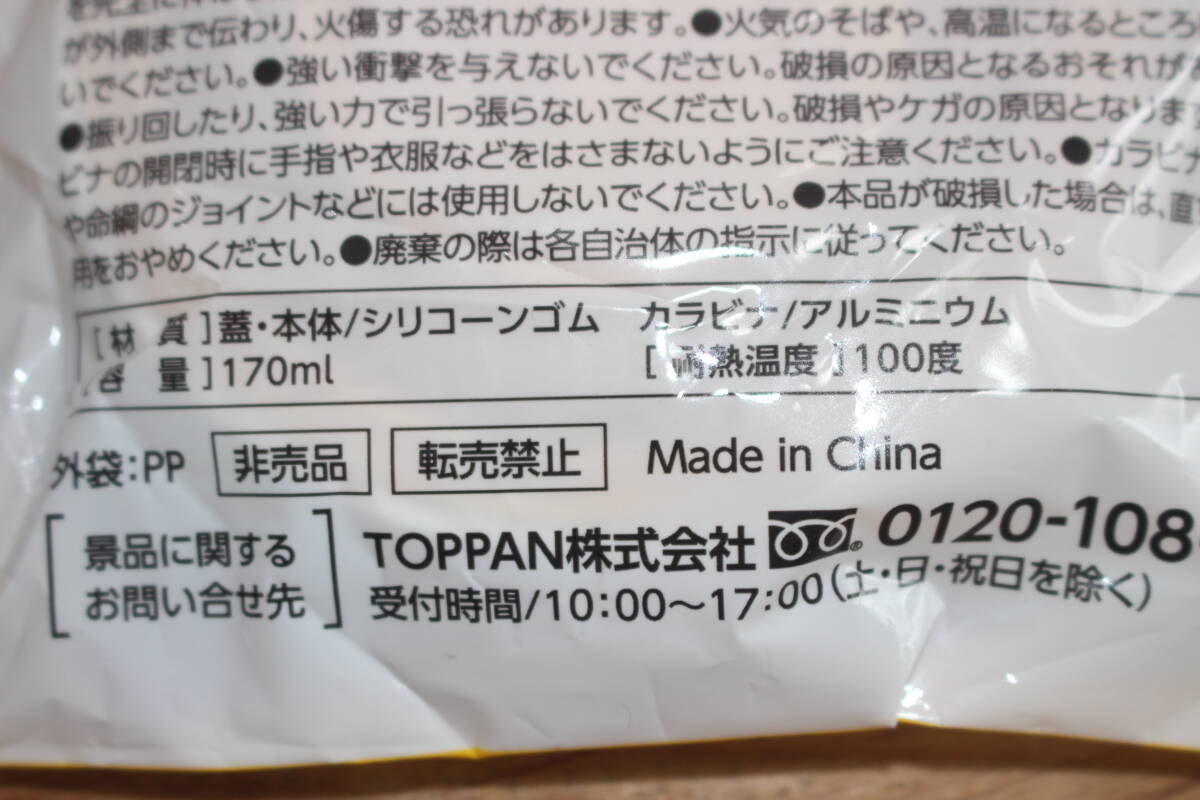 が外側まで伝わり、火傷する恐れがあります。●火気のそばや、高温になるところ
いでください。●強い衝撃を与えないでください。破損の原因となるおそれが
●振り回したり、強い力で引っ張らないでください。破損やケガの原因となりま
ビナの開閉時に手指や衣服などをはさまないようにご注意ください。●カラビナ
や命綱のジョイントなどには使用しないでください。●本品が破損した場合は、直
用をおやめください。●廃棄の際は各自治体の指示に従ってください。
[材 質]蓋・本体/シリコーンゴム カラビナ/アルミニウム
容 量]170ml [耐熱温度]100度
外袋:PP 非売品 転売禁止 Made in China
[景品に関する
お問い合せ先]
TOPPAN株式会社 0120-108
受付時間/10:00〜17:00(土・日・祝日を除く)